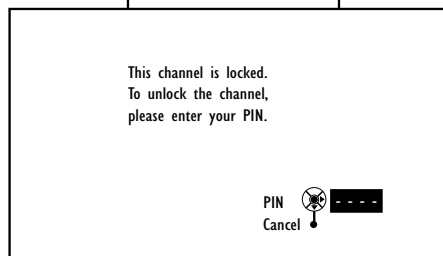 This channel is locked.
To unlock the channel,
please enter your PIN.
PIN - - - -
Cancel